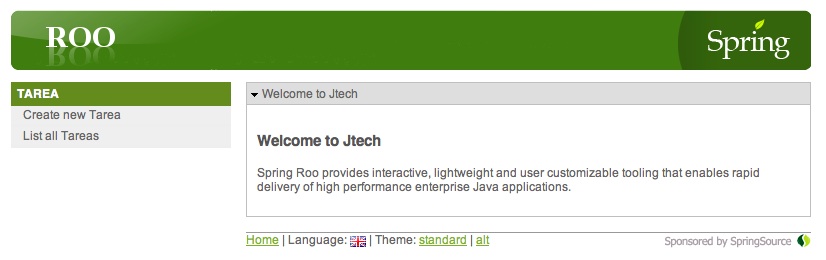 ROO
Spring
TAREA
Create new Tarea
List all Tareas
Welcome to Jtech
Welcome to Jtech
Spring Roo provides interactive, lightweight and user customizable tooling that enables rapid
delivery of high performance enterprise Java applications.
Home | Language: | Theme: standard | alt
Sponsored by SpringSource